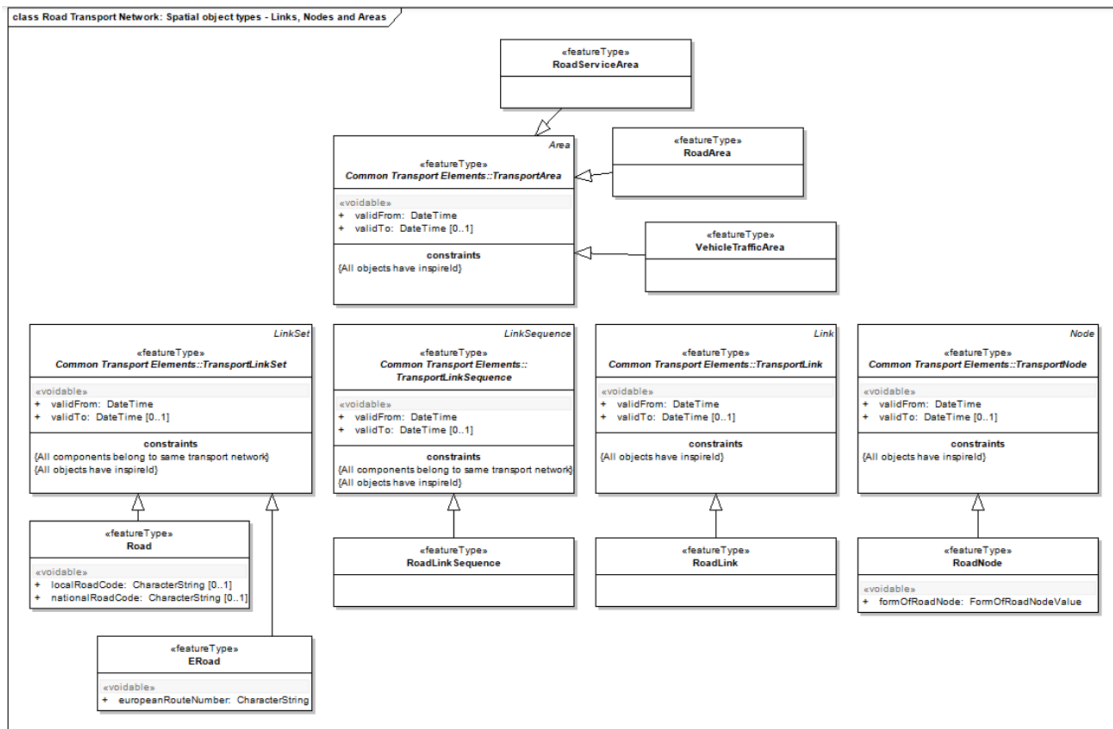 class Road Transport Network: Spatial object types - Links, Nodes and Areas
«featureType»
RoadServiceArea
Area
«featureType»
Common Transport Elements::TransportArea
«voidable»
+ validFrom: DateTime
+ validTo: DateTime [0..1]
constraints
{All objects have inspireId}
«featureType»
RoadArea
«featureType»
VehicleTrafficArea
LinkSet
«featureType»
Common Transport Elements::TransportLinkSet
«voidable»
+ validFrom: DateTime
+ validTo: DateTime [0..1]
constraints
{All components belong to same transport network}
{All objects have inspireId}
LinkSequence
«featureType»
Common Transport Elements::
TransportLinkSequence
«voidable»
+ validFrom: DateTime
+ validTo: DateTime [0..1]
constraints
{All components belong to same transport network}
{All objects have inspireId}
Link
«featureType»
Common Transport Elements::TransportLink
«voidable»
+ validFrom: DateTime
+ validTo: DateTime [0..1]
constraints
{All objects have inspireId}
Node
«featureType»
Common Transport Elements::TransportNode
«voidable»
+ validFrom: DateTime
+ validTo: DateTime [0..1]
constraints
{All objects have inspireId}
«featureType»
Road
«voidable»
+ localRoadCode: CharacterString [0..1]
+ nationalRoadCode: CharacterString [0..1]
«featureType»
RoadLinkSequence
«featureType»
RoadLink
«featureType»
RoadNode
«voidable»
+ formOfRoadNode: FormOfRoadNodeValue
«featureType»
ERoad
«voidable»
+ europeanRouteNumber: CharacterString